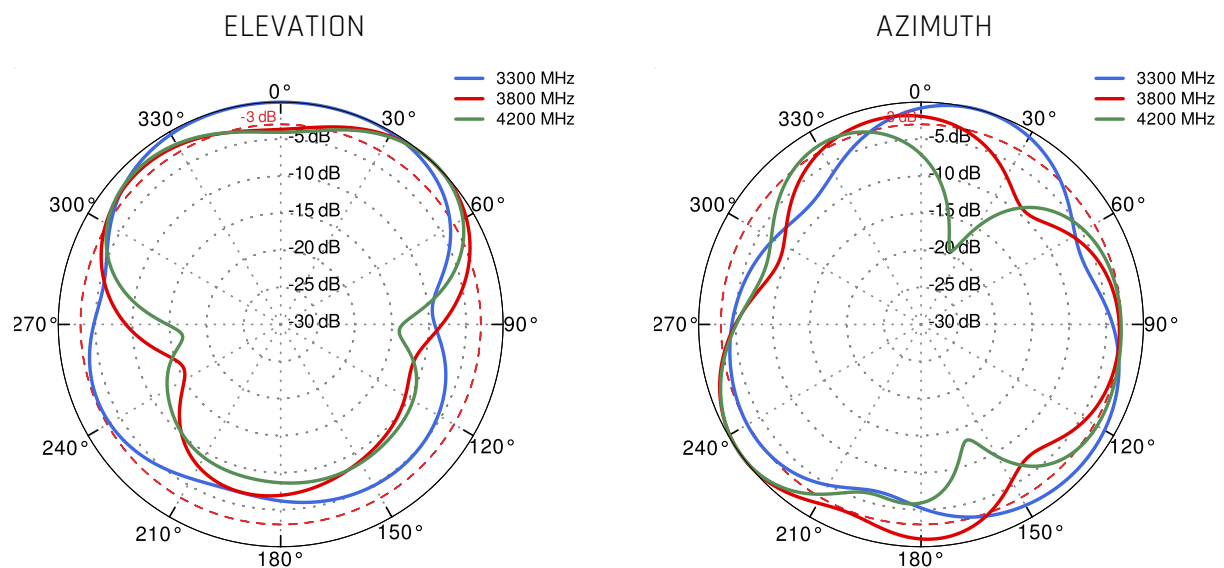 ELEVATION
3300 MHz
3800 MHz
4200 MHz
0°
30°
60°
90°
120°
150°
180°
210°
240°
270°
300°
330°
-3 dB
-5 dB
-10 dB
-15 dB
-20 dB
-25 dB
-30 dB
AZIMUTH
3300 MHz
3800 MHz
4200 MHz
0°
30°
60°
90°
120°
150°
180°
210°
240°
270°
300°
330°
-3 dB
-5 dB
-10 dB
-15 dB
-20 dB
-25 dB
-30 dB